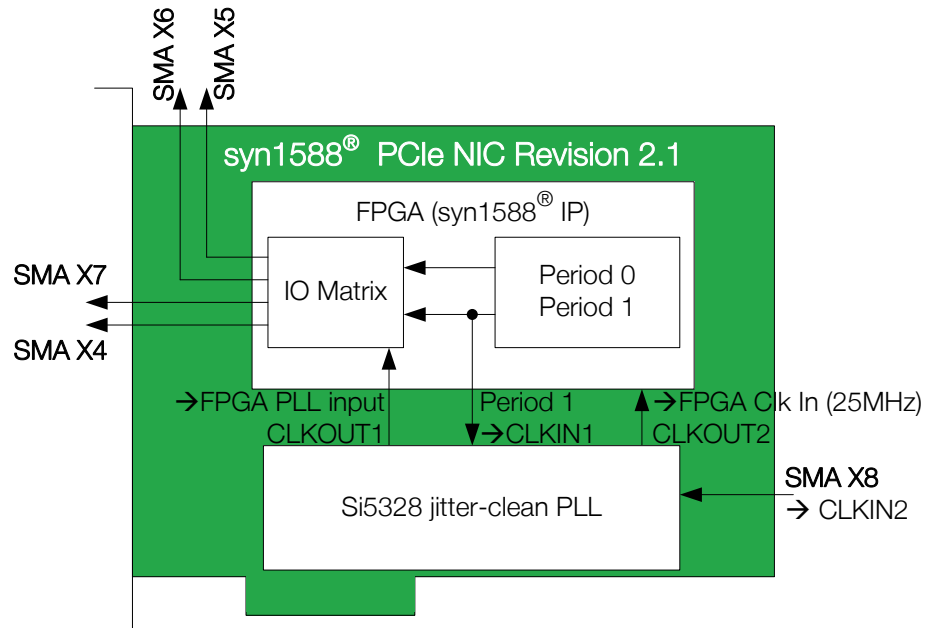 SMA X6
SMA X5
syn1588® PCIe NIC Revision 2.1
FPGA (syn1588® IP)
IO Matrix
Period 0
Period 1
SMA X7
SMA X4
→FPGA PLL input
CLKOUT1
Period 1
→CLKIN1
→FPGA Clk In (25MHz)
CLKOUT2
Si5328 jitter-clean PLL
SMA X8
→ CLKIN2